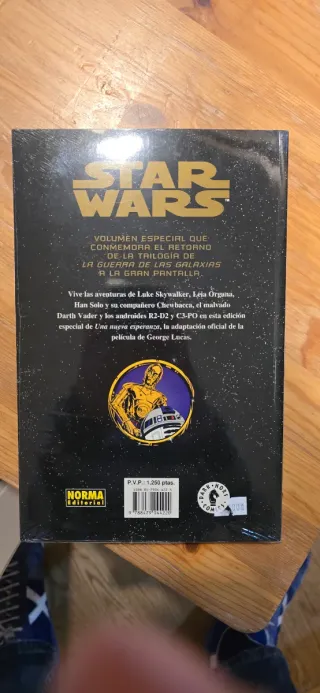 STAR
WARS
VOLUMEN ESPECIAL QUE
CONMEMORA EL RETORNO
DE LA TRILOGÍA DE
LA GUERRA DE LAS GALAXIAS
A LA GRAN PANTALLA.
Vive las aventuras de Luke Skywalker, Leia Organa,
Han Solo y su compañero Chewbacca, el malvado
Darth Vader y los androides R2-D2 y C3-PO en esta edición
especial de Una nueva esperanza, la adaptación oficial de la
película de George Lucas.
P.V.P.: 1.250 ptas.
NORMA
Editorial
DARK HORSE
COMICS